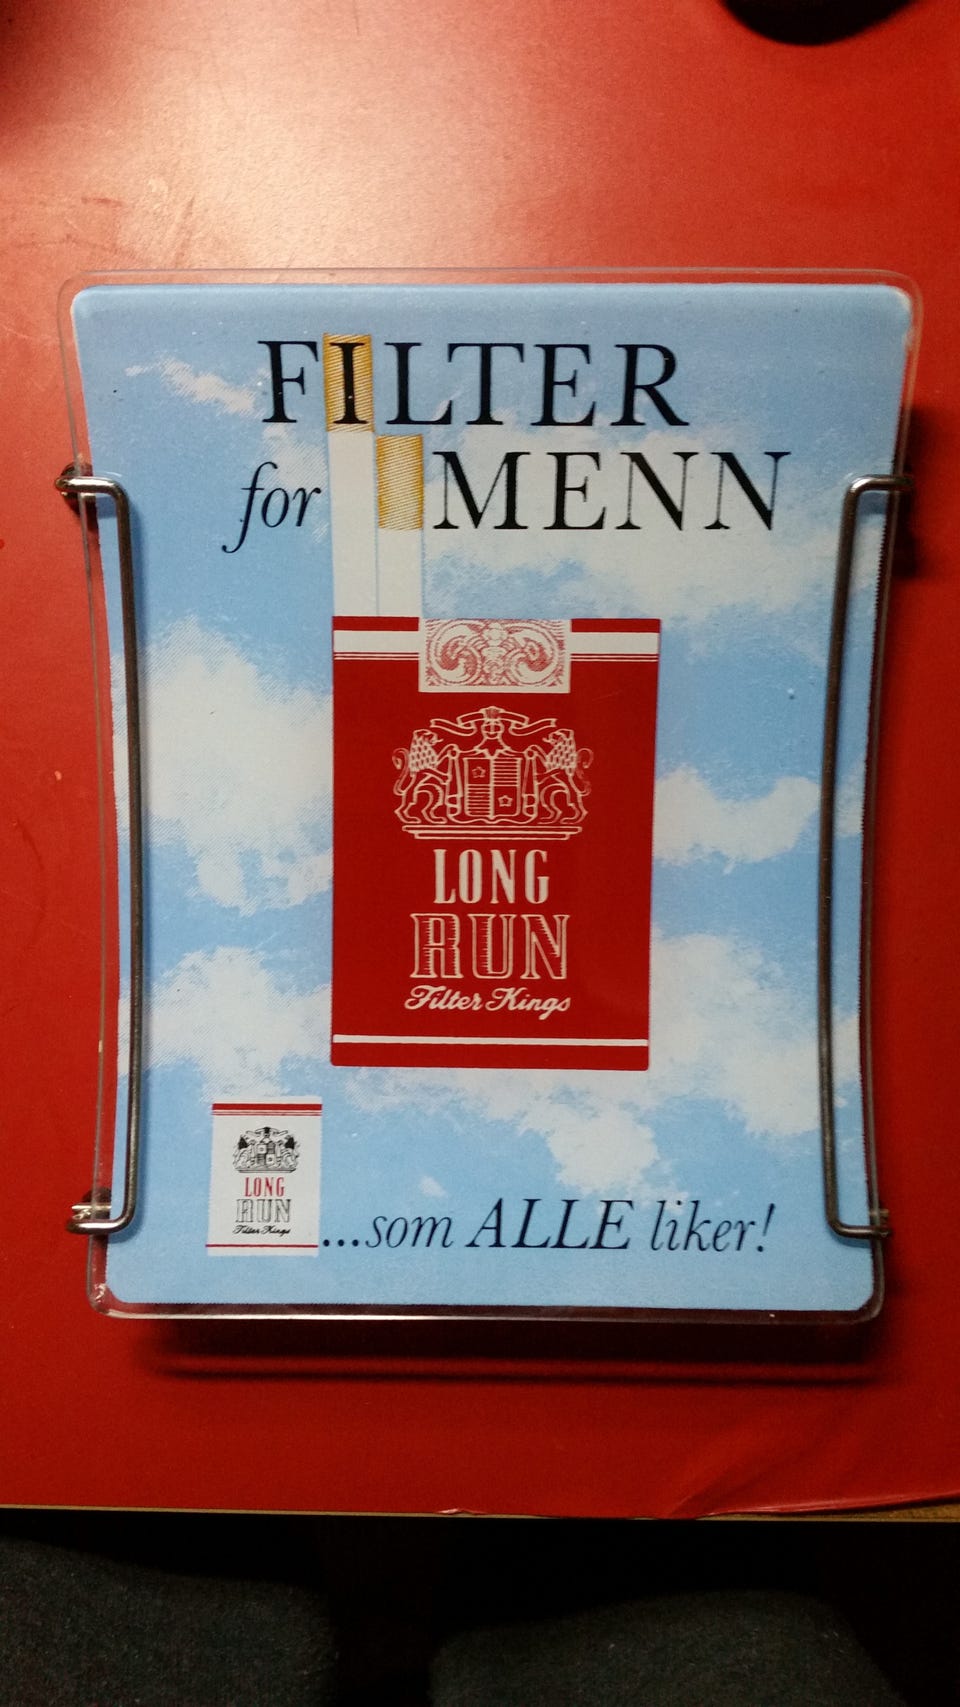 FILTER
for MENN
LONG
RUN
Filter Kings
LONG
RUN
Filter Kings
...som ALLE liker!